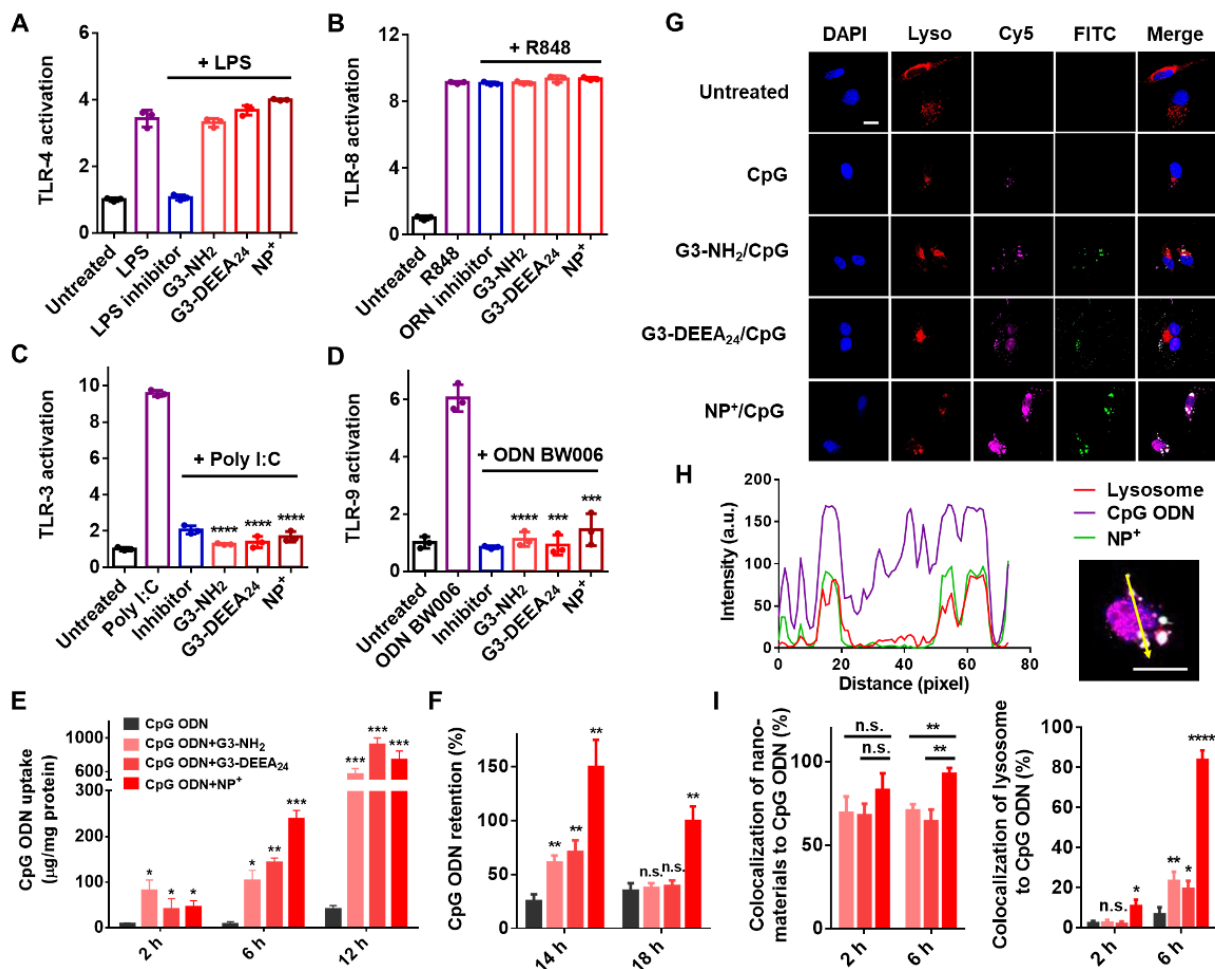 A
TLR-4 activation
6
4
2
0
+ LPS
Untreated
LPS
LPS inhibitor
G3-NH2
G3-DEEA24
NP+
B
TLR-8 activation
12
9
6
3
0
+ R848
Untreated
R848
ORN inhibitor
G3-NH2
G3-DEEA24
NP+
C
TLR-3 activation
10
8
6
4
2
0
+ Poly I:C
**** **** ****
Untreated
Poly I:C
Inhibitor
G3-NH2
G3-DEEA24
NP+
D
TLR-9 activation
8
6
4
2
0
+ ODN BW006
**** *** ***
Untreated
ODN BW006
Inhibitor
G3-NH2
G3-DEEA24
NP+
E
CpG ODN uptake
(μg/mg protein)
1000
800
600
300
200
100
0
CpG ODN
CpG ODN+G3-NH2
CpG ODN+G3-DEEA24
CpG ODN+NP+
* * *
* ** ***
*** *** ***
2 h 6 h 12 h
F
CpG ODN retention (%)
150
100
50
0
** ** **
n.s. n.s. **
14 h 18 h
G
DAPI Lyso Cy5 FITC Merge
Untreated
CpG
G3-NH2/CpG
G3-DEEA24/CpG
NP+/CpG
H
Intensity (a.u.)
200
150
100
50
0
0 20 40 60 80
Distance (pixel)
Lysosome
CpG ODN
NP+
I
Colocalization of nano-
materials to CpG ODN (%)
100
50
0
n.s.
n.s.
**
**
2 h 6 h
Colocalization of lysosome
to CpG ODN (%)
100
80
60
40
20
0
n.s. *
** * ****
2 h 6 h